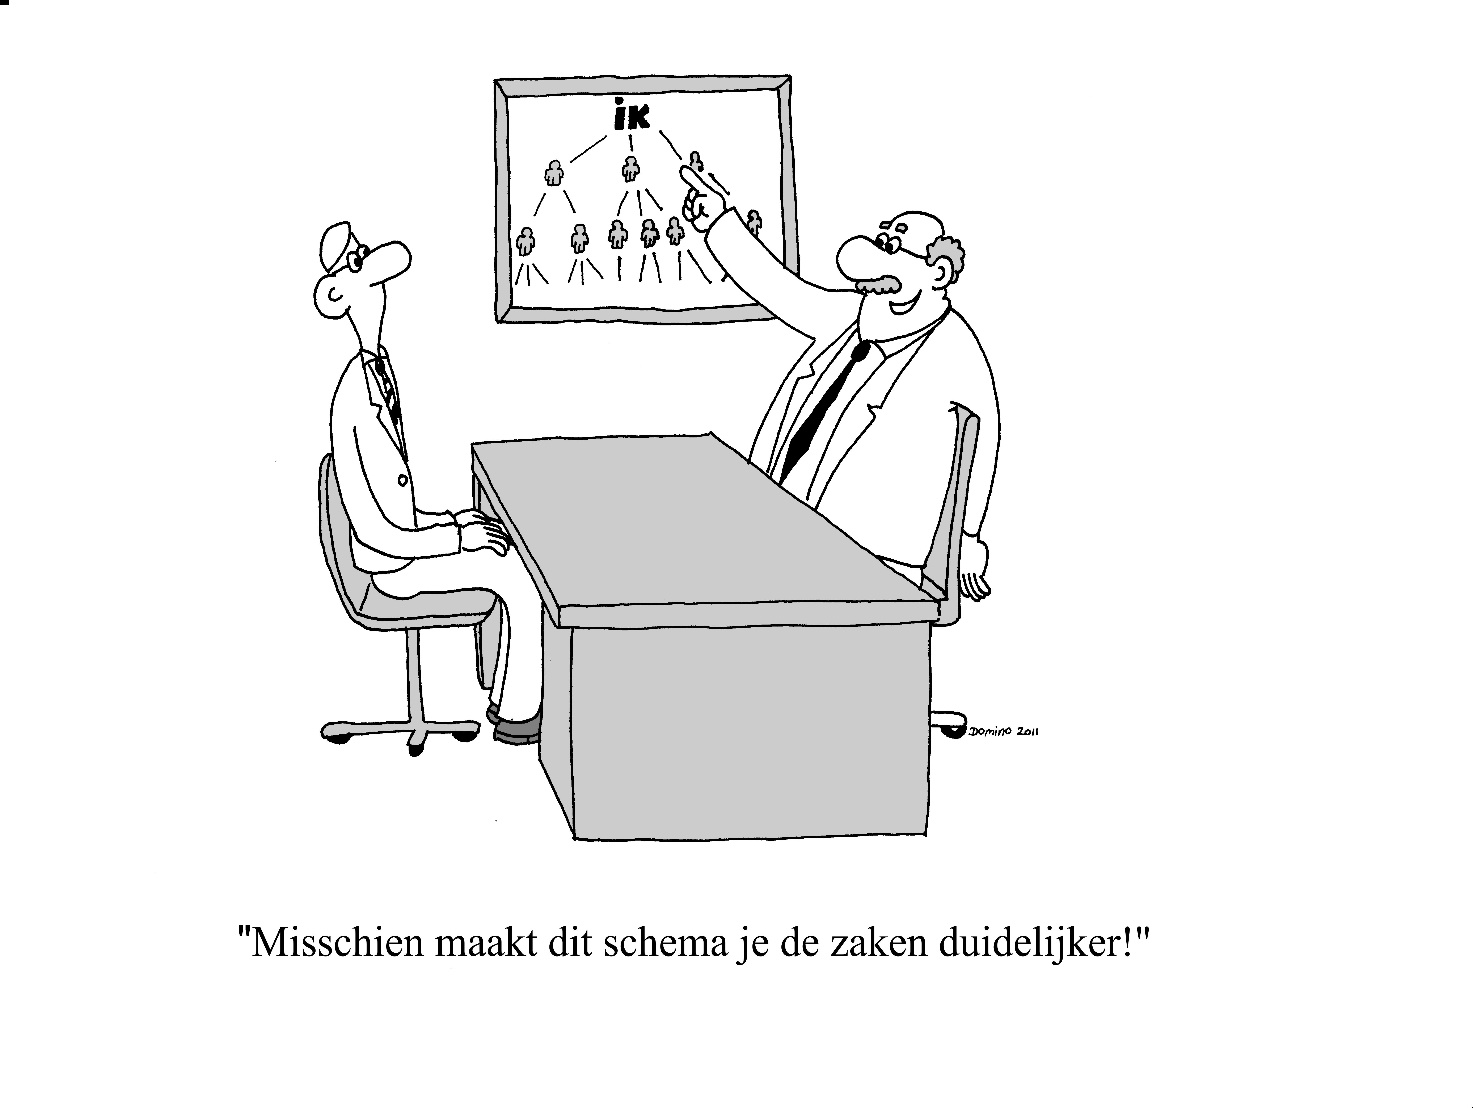 iK
Domino 2011
"Misschien maakt dit schema je de zaken duidelijker!"